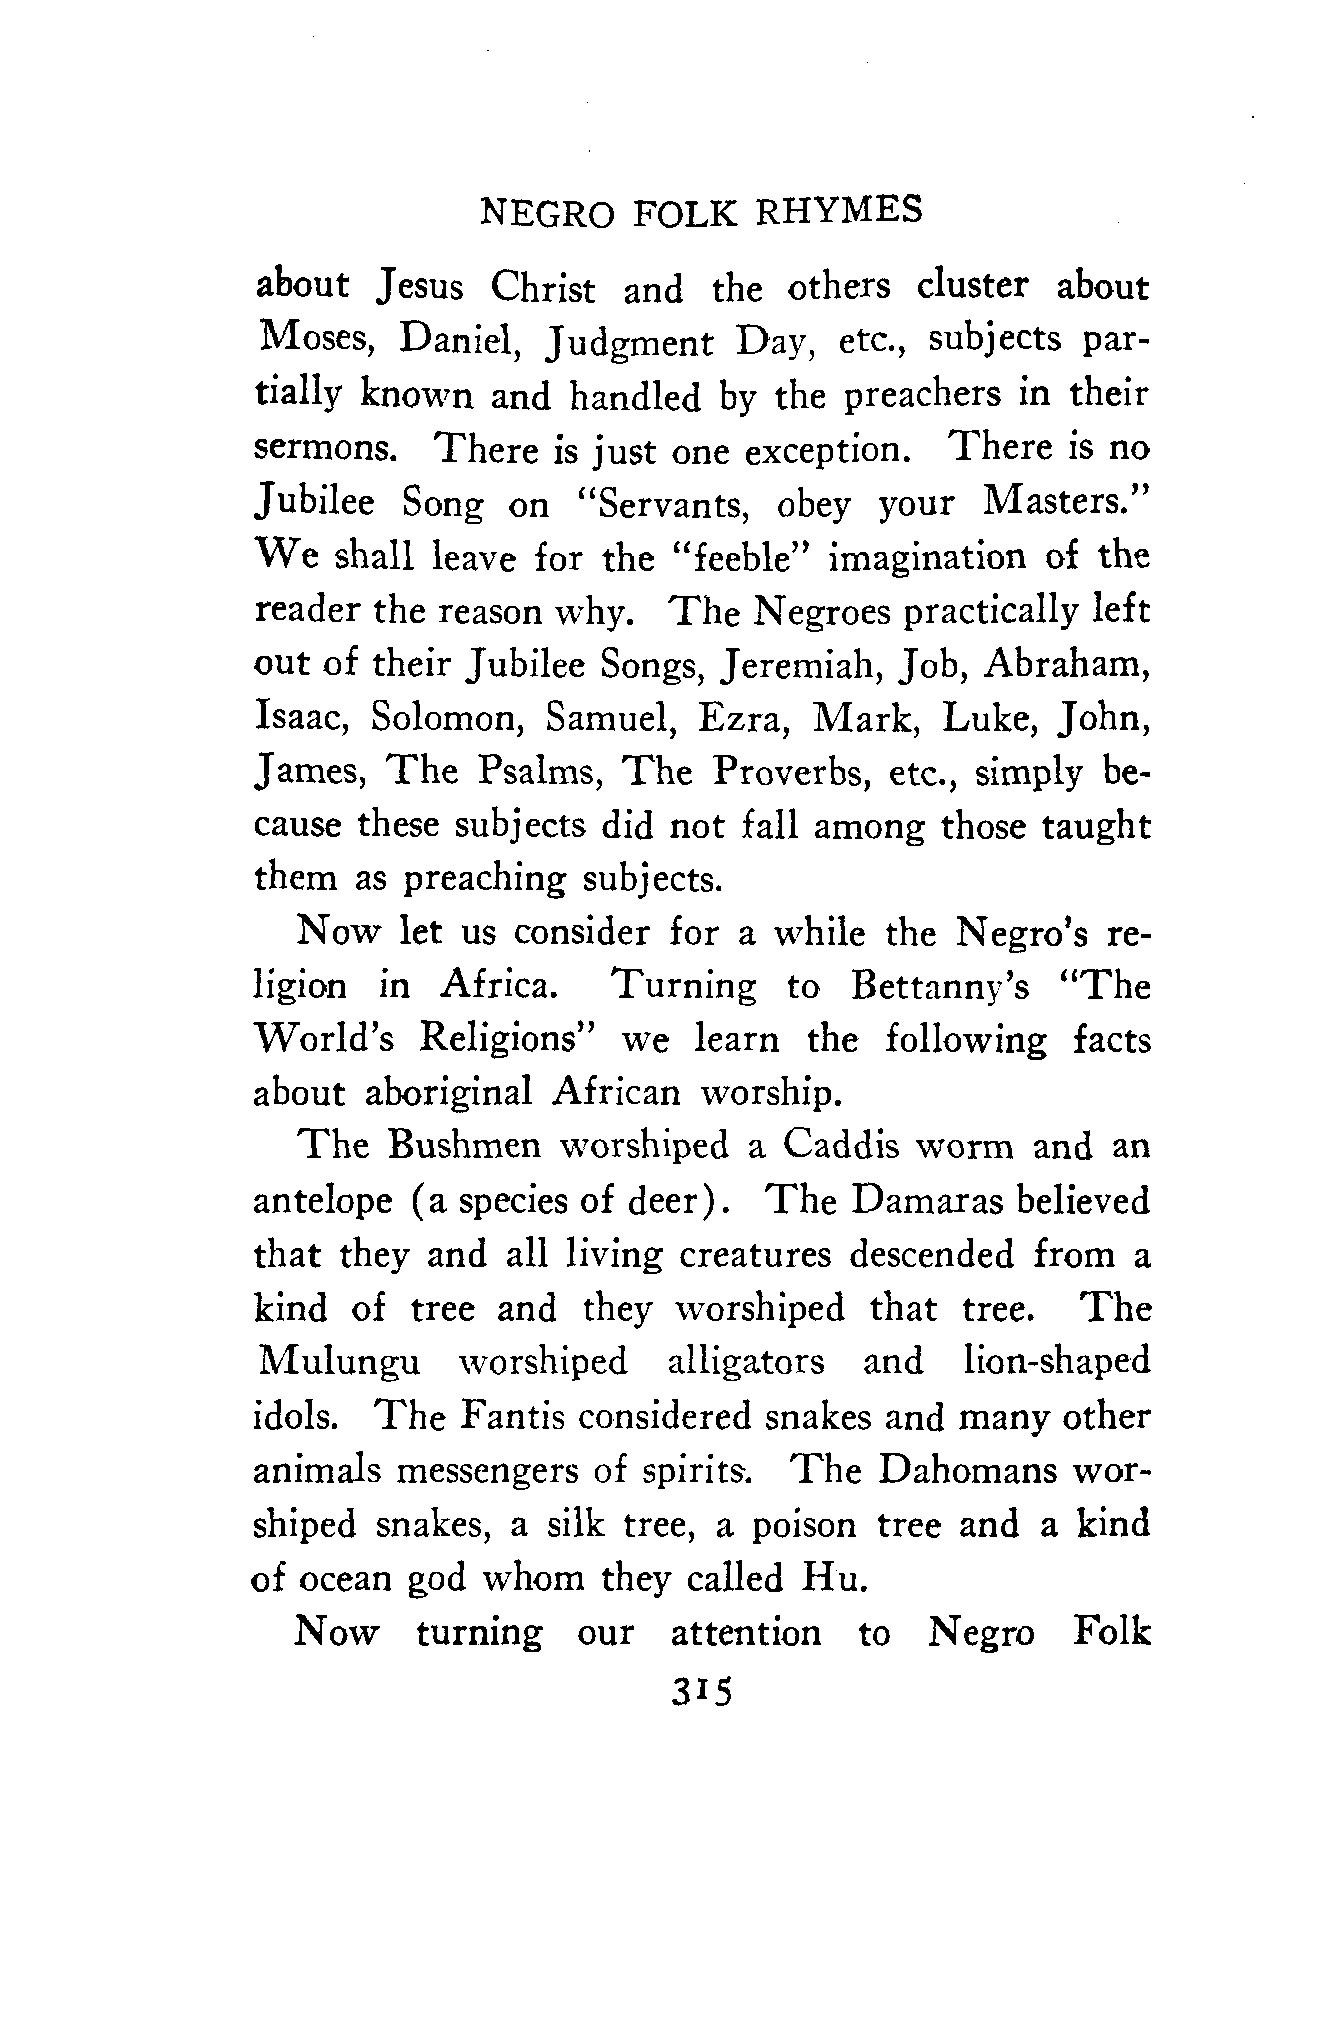 NEGRO FOLK RHYMES
about Jesus Christ and the others cluster about
Moses, Daniel, Judgment Day, etc., subjects par-
tially known and handled by the preachers in their
sermons. There is just one exception. There is no
Jubilee Song on "Servants, obey your Masters."
We shall leave for the "feeble" imagination of the
reader the reason why. The Negroes practically left
out of their Jubilee Songs, Jeremiah, Job, Abraham,
Isaac, Solomon, Samuel, Ezra, Mark, Luke, John,
James, The Psalms, The Proverbs, etc., simply be-
cause these subjects did not fall among those taught
them as preaching subjects.
Now let us consider for a while the Negro's re-
ligion in Africa. Turning to Bettanny's "The
World's Religions" we learn the following facts
about aboriginal African worship.
The Bushmen worshiped a Caddis worm and an
antelope (a species of deer). The Damaras believed
that they and all living creatures descended from a
kind of tree and they worshiped that tree. The
Mulungu worshiped alligators and lion-shaped
idols. The Fantis considered snakes and many other
animals messengers of spirits. The Dahomans wor-
shiped snakes, a silk tree, a poison tree and a kind
of ocean god whom they called Hu.
Now turning our attention to Negro Folk
315